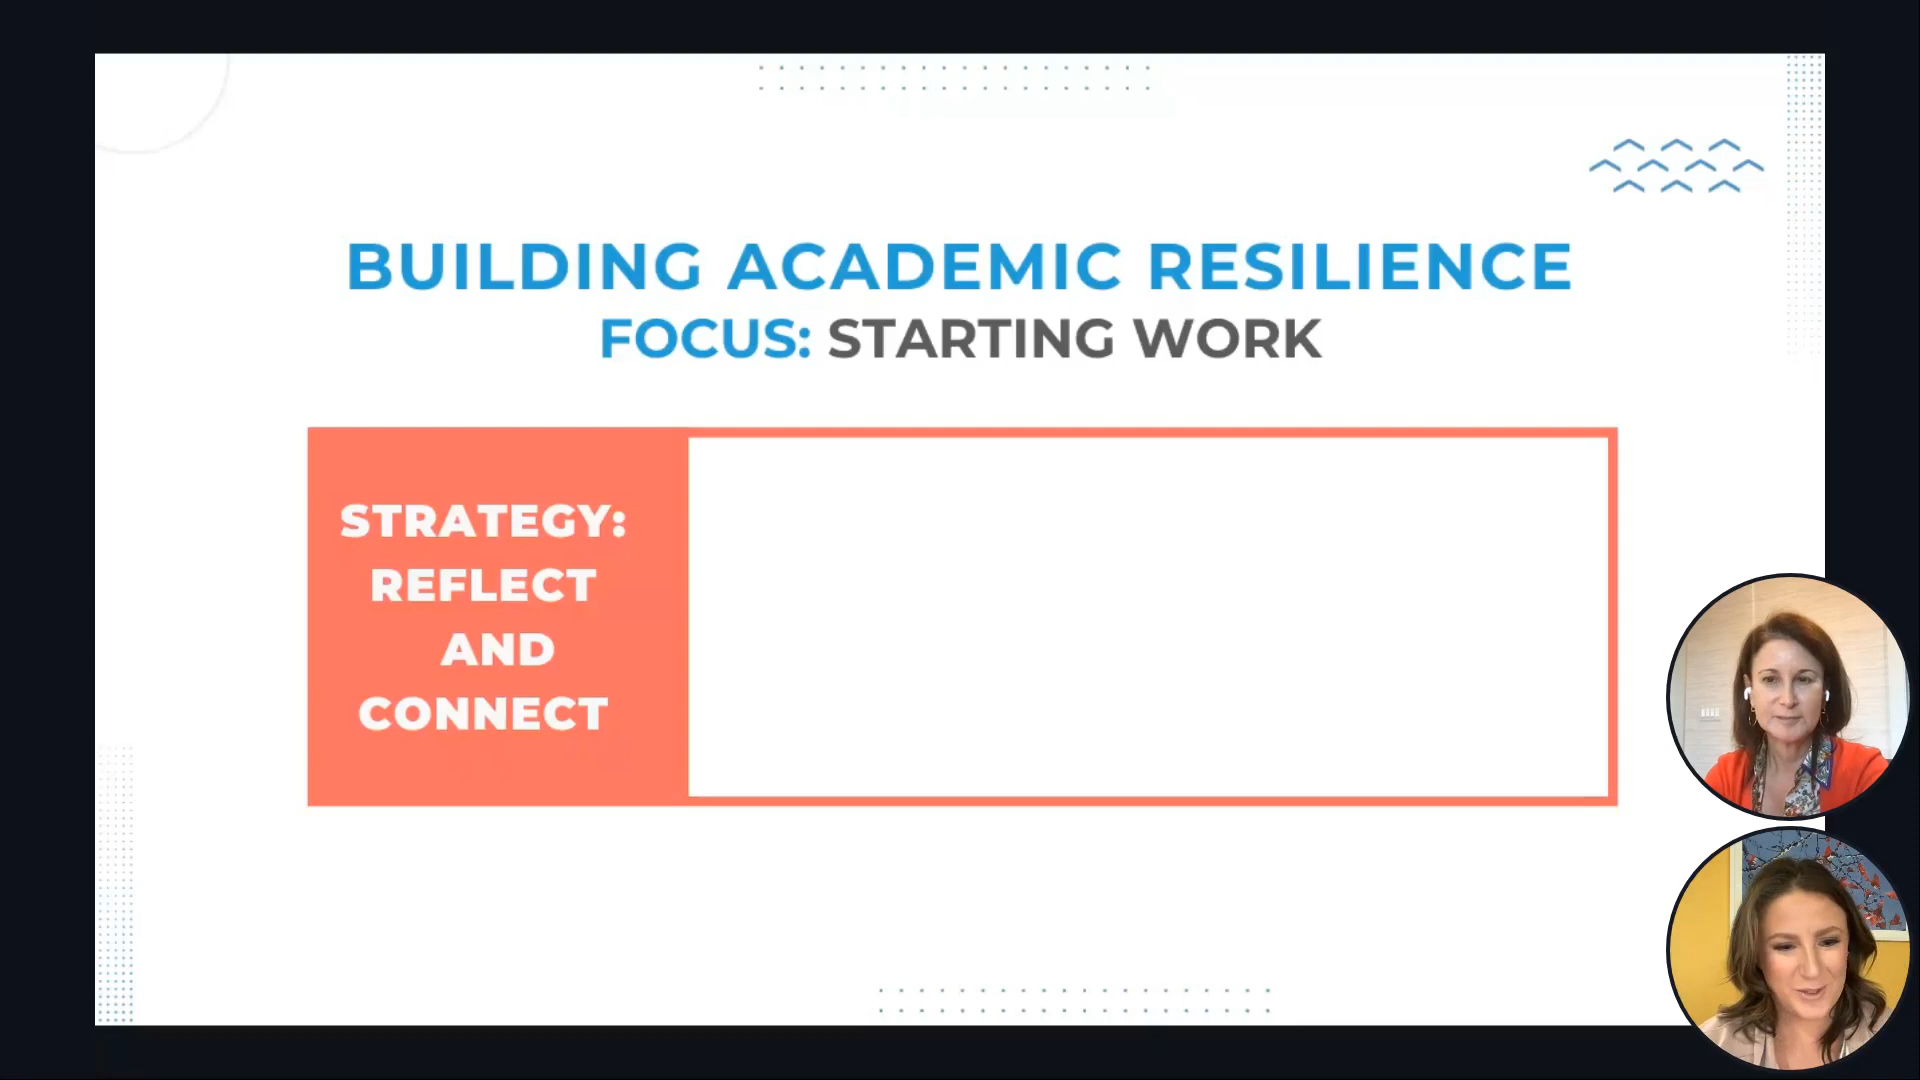 BUILDING ACADEMIC RESILIENCE
FOCUS: STARTING WORK
STRATEGY:
REFLECT
AND
CONNECT